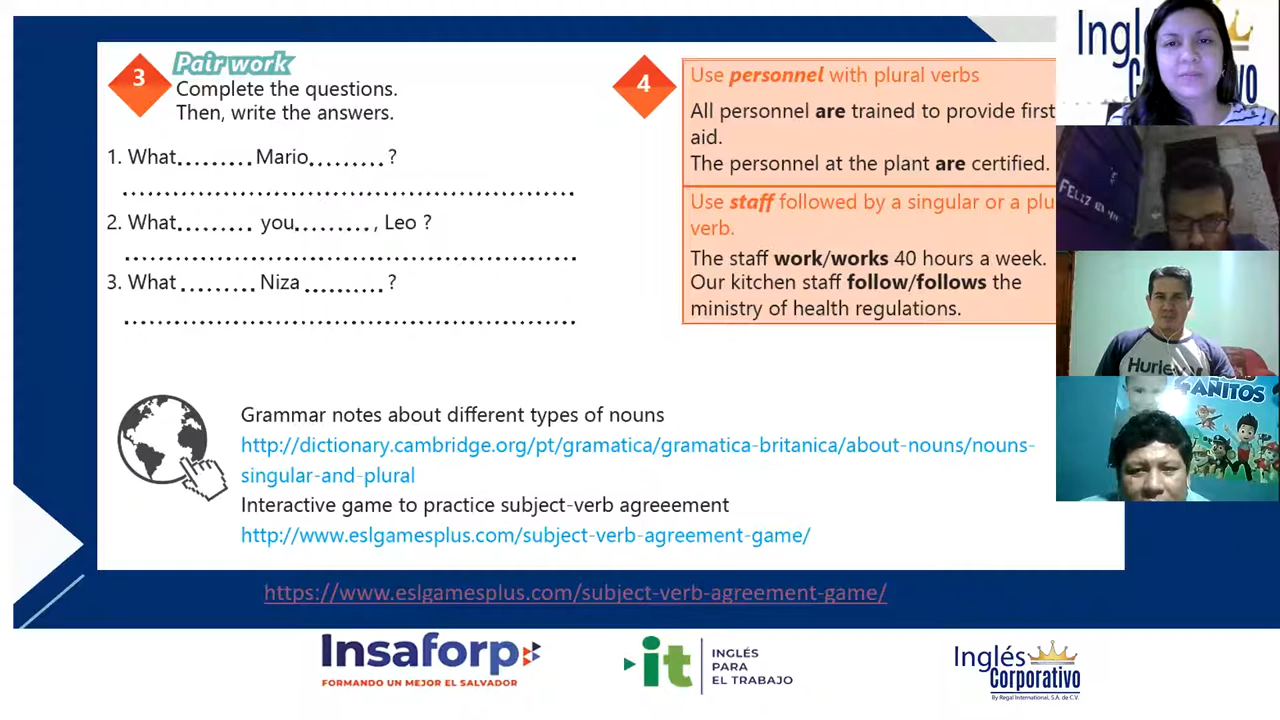 3
Pair work
Complete the questions.
Then, write the answers.
1. What......... Mario......... ?
.......................................................
2. What......... you........., Leo ?
.......................................................
3. What ......... Niza .......... ?
.......................................................
4
Use personnel with plural verbs
All personnel are trained to provide first
aid.
The personnel at the plant are certified.
Use staff followed by a singular or a plu
verb.
The staff work/works 40 hours a week.
Our kitchen staff follow/follows the
ministry of health regulations.
Grammar notes about different types of nouns
http://dictionary.cambridge.org/pt/gramatica/gramatica-britanica/about-nouns/nouns-
singular-and-plural
Interactive game to practice subject-verb agreeement
http://www.eslgamesplus.com/subject-verb-agreement-game/
https://www.eslgamesplus.com/subject-verb-agreement-game/
Insaforp
FORMANDO UN MEJOR EL SALVADOR
it
INGLÉS
PARA
EL TRABAJO
Inglés
Corporativo
By Regal International, S.A. de C.V.
Inglé
FELIZ
Hurley